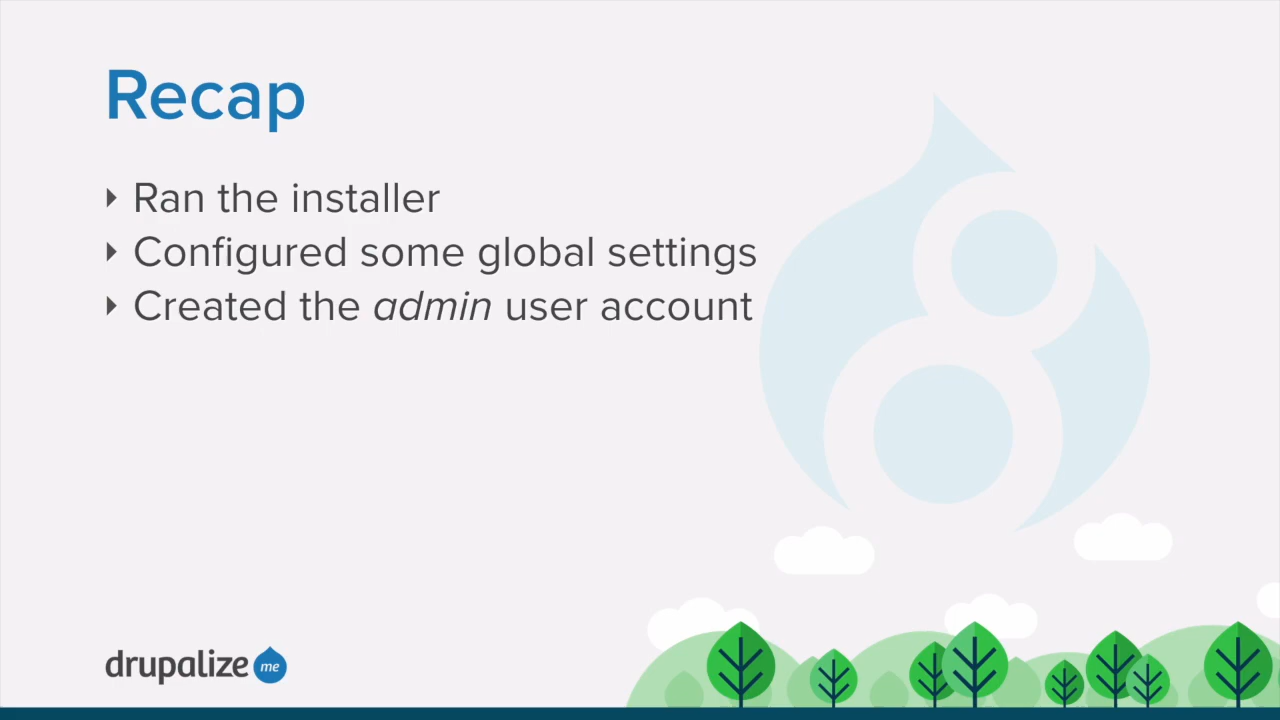 Recap
Ran the installer
Configured some global settings
Created the admin user account
drupalize me